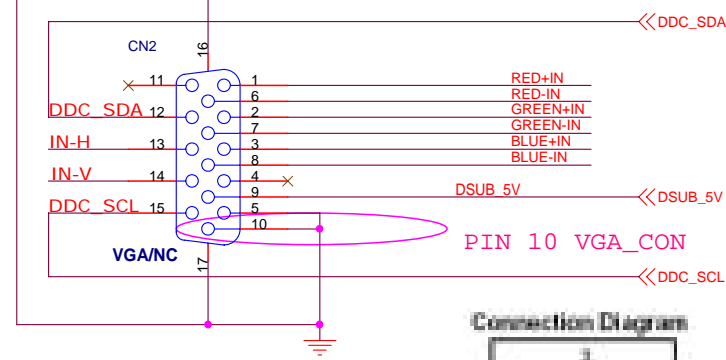 DDC_SDA
CN2
16
11
1
RED+IN
6
RED-IN
DDC_SDA
12
2
GREEN+IN
7
GREEN-IN
IN-H
13
3
BLUE+IN
8
BLUE-IN
IN-V
14
4
9
DSUB_5V
DSUB_5V
DDC_SCL
15
5
10
PIN 10 VGA_CON
VGA/NC
17
DDC_SCL
Connection Diagram